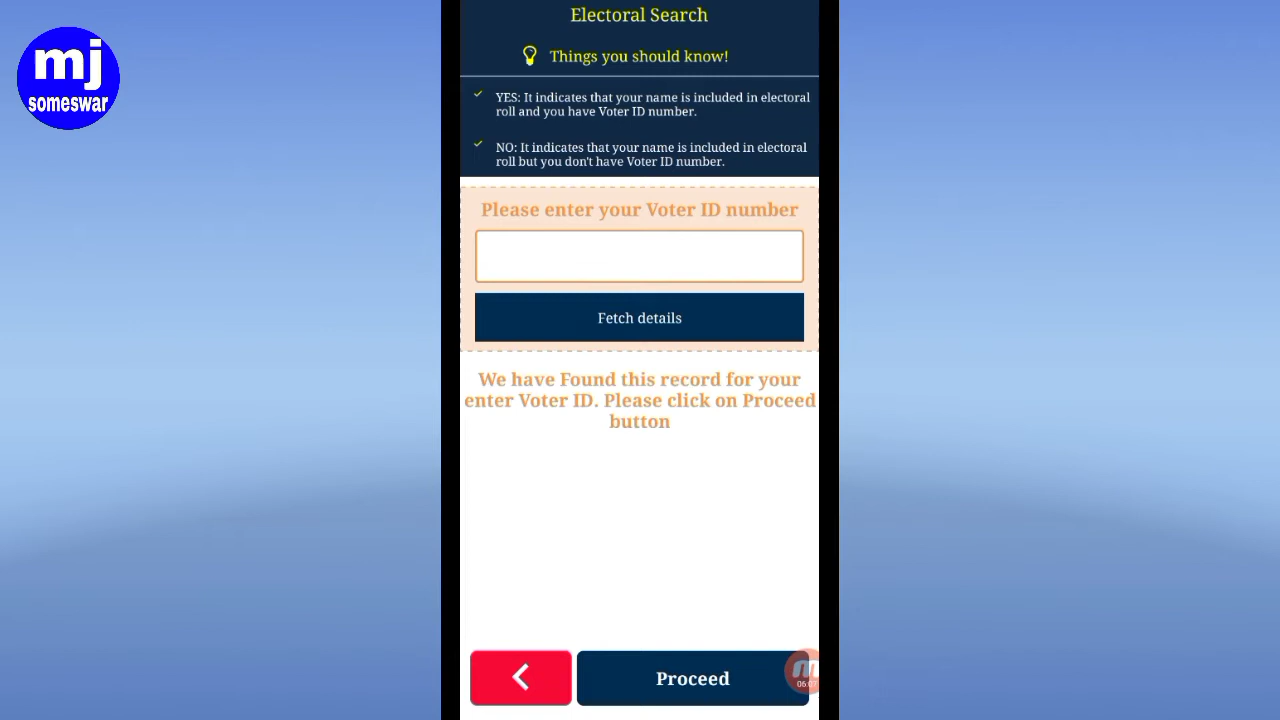 mj
someswar
Electoral Search
Things you should know!
YES: It indicates that your name is included in electoral
roll and you have Voter ID number.
NO: It indicates that your name is included in electoral
roll but you don't have Voter ID number.
Please enter your Voter ID number
Fetch details
We have Found this record for your
enter Voter ID. Please click on Proceed
button
Proceed